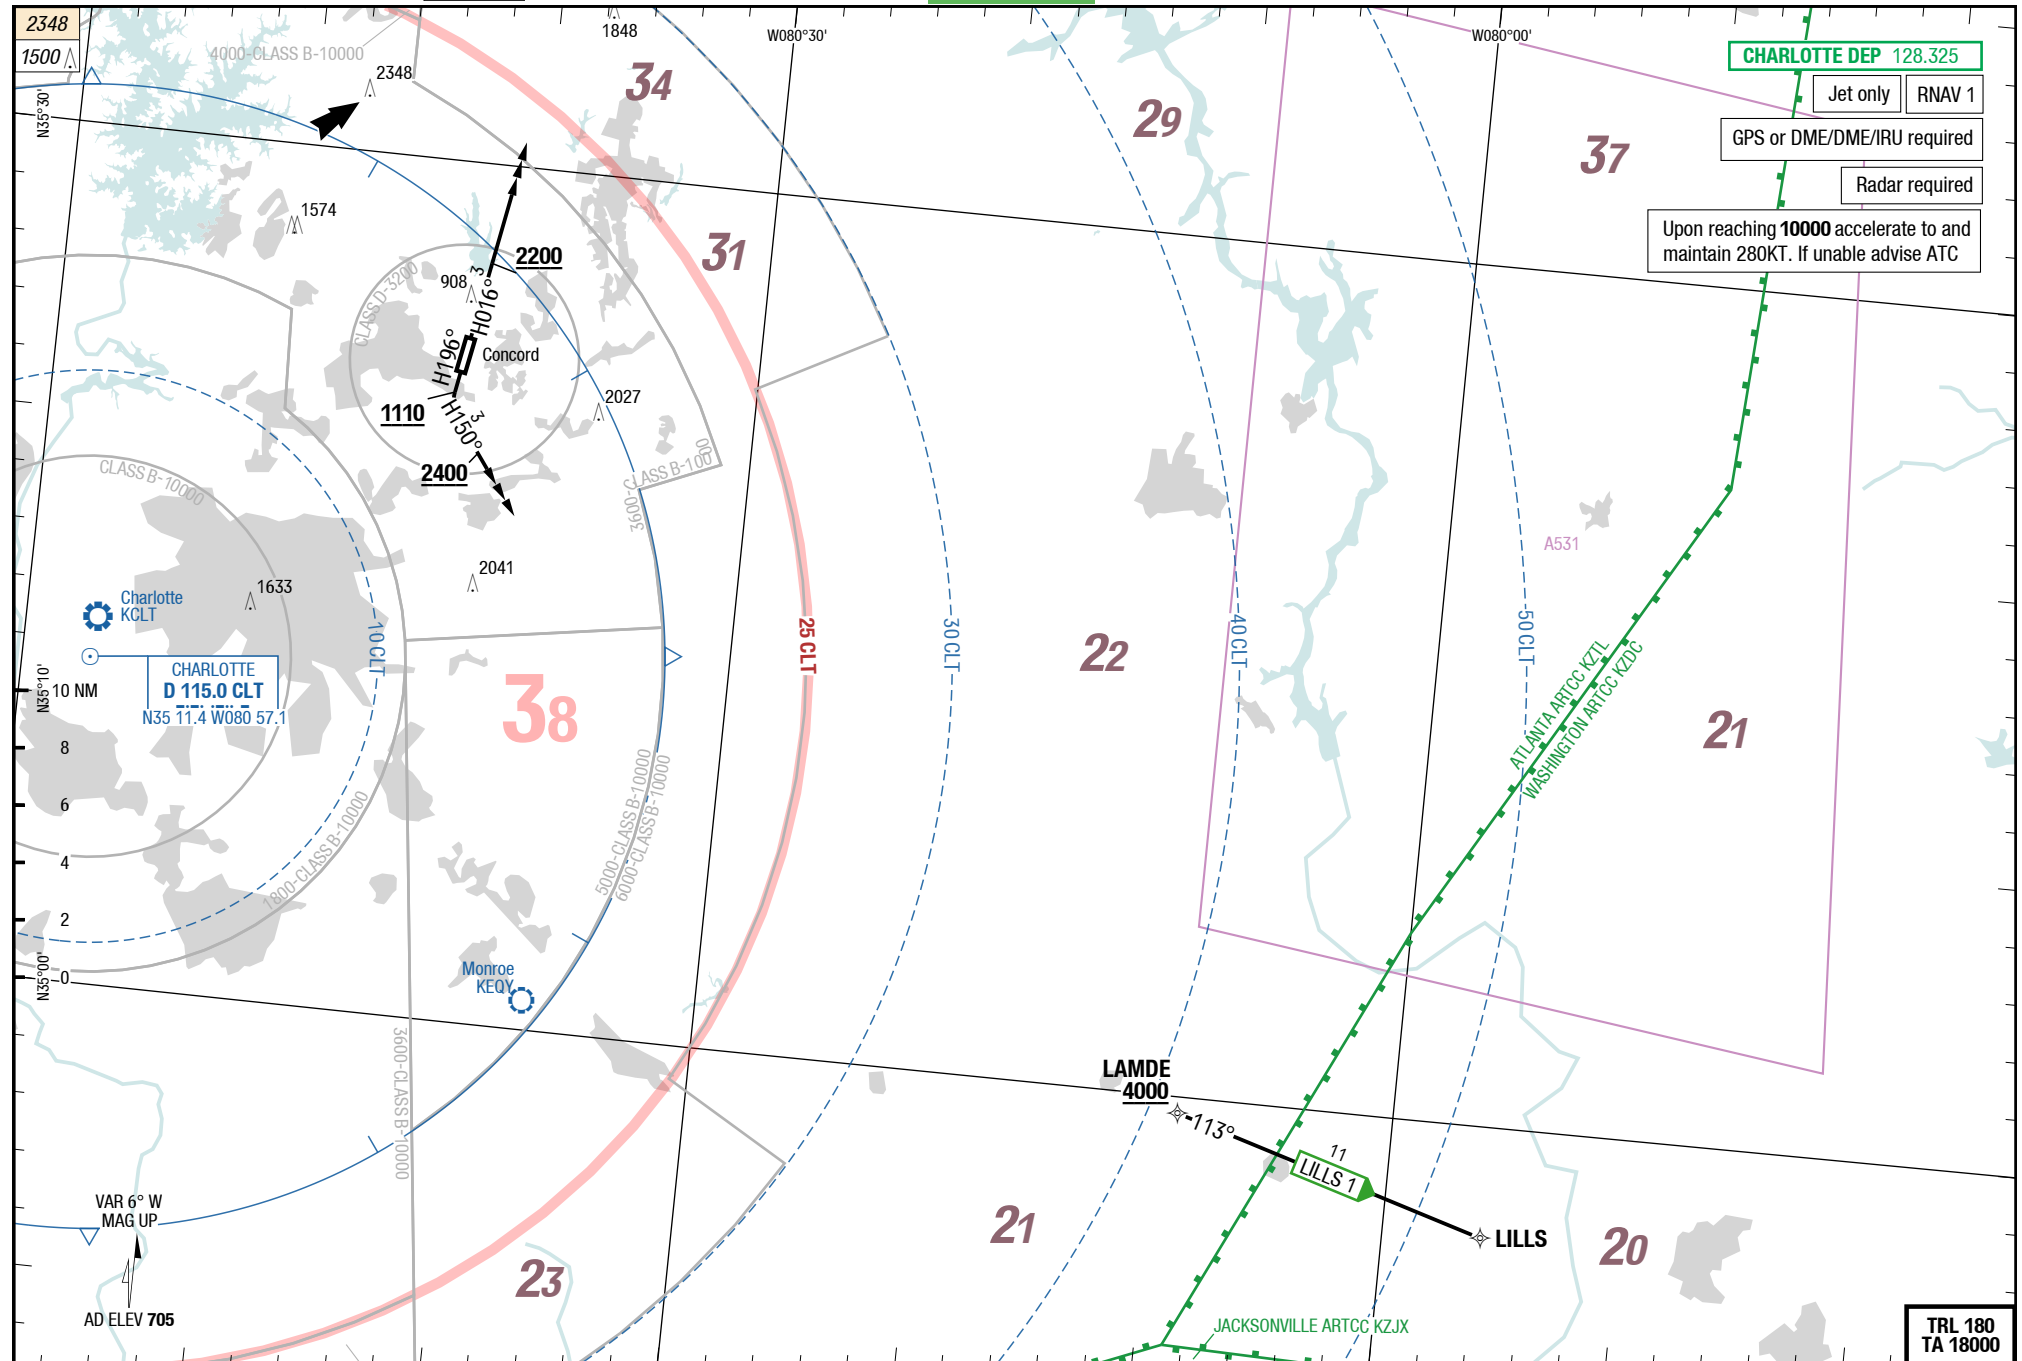 2348
1500
4000-CLASS B-10000
2348
1848
34
W080°30'
29
W080°00'
CHARLOTTE DEP 128.325
Jet only
RNAV 1
GPS or DME/DME/IRU required
Radar required
Upon reaching 10000 accelerate to and
maintain 280KT. If unable advise ATC
37
N35°30'
1574
31
2200
CLASS D-3200
908
3
H016°
H196°
Concord
1110
3
H150°
2027
2400
CLASS B-10000
CLASS B-100
00
3600-C
A531
2041
1633
Charlotte
KCLT
10 CLT
25 CLT
30 CLT
40 CLT
50 CLT
22
CHARLOTTE
D 115.0 CLT
N35 11.4 W080 57.1
N35°10'
10 NM
8
6
4
2
0
38
ATLANTA ARTCC KZTL
WASHINGTON ARTCC KZDC
21
5000-CLASS B-10000
6000-CLASS B-10000
1800-CLASS B-10000
Monroe
KEQY
N35°00'
3600-CLASS B-10000
LAMDE
4000
113°
11
LILLS 1
LILLS
VAR 6° W
MAG UP
AD ELEV 705
23
21
20
JACKSONVILLE ARTCC KZJX
TRL 180
TA 18000